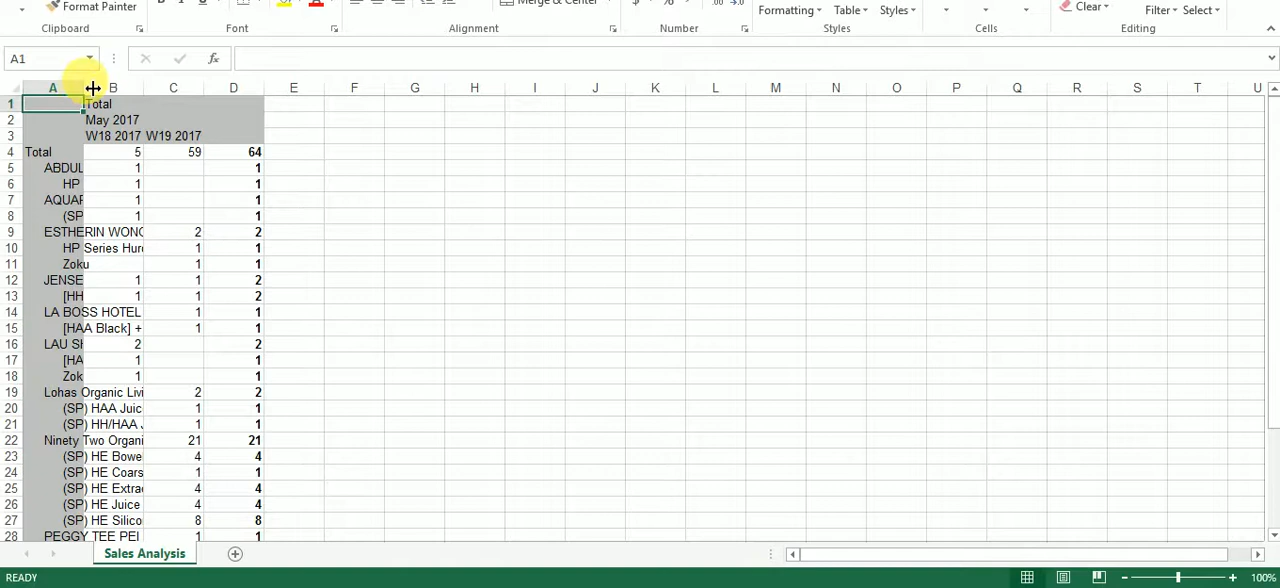 Format Painter
Merge & Center
Formatting Table Styles
Clear
Filter Select
Clipboard Font Alignment Number Styles Cells Editing
A1 fx
A B C D E F G H I J K L M N O P Q R S T U
1 Total
2 May 2017
3 W18 2017 W19 2017
4 Total 5 59 64
5 ABDUL 1 1
6 HP 1 1
7 AQUAR 1 1
8 (SP 1 1
9 ESTHERIN WONG 2 2
10 HP Series Huro 1 1
11 Zoku 1 1
12 JENSE 1 1 2
13 [HH 1 1 2
14 LA BOSS HOTEL 1 1
15 [HAA Black] + 1 1
16 LAU SH 2 2
17 [HA 1 1
18 Zok 1 1
19 Lohas Organic Livi 2 2
20 (SP) HAA Juic 1 1
21 (SP) HH/HAA J 1 1
22 Ninety Two Organi 21 21
23 (SP) HE Bowe 4 4
24 (SP) HE Coars 1 1
25 (SP) HE Extra 4 4
26 (SP) HE Juice 4 4
27 (SP) HE Silico 8 8
28 PEGGY TEE PEI 1 1
Sales Analysis
READY 100%